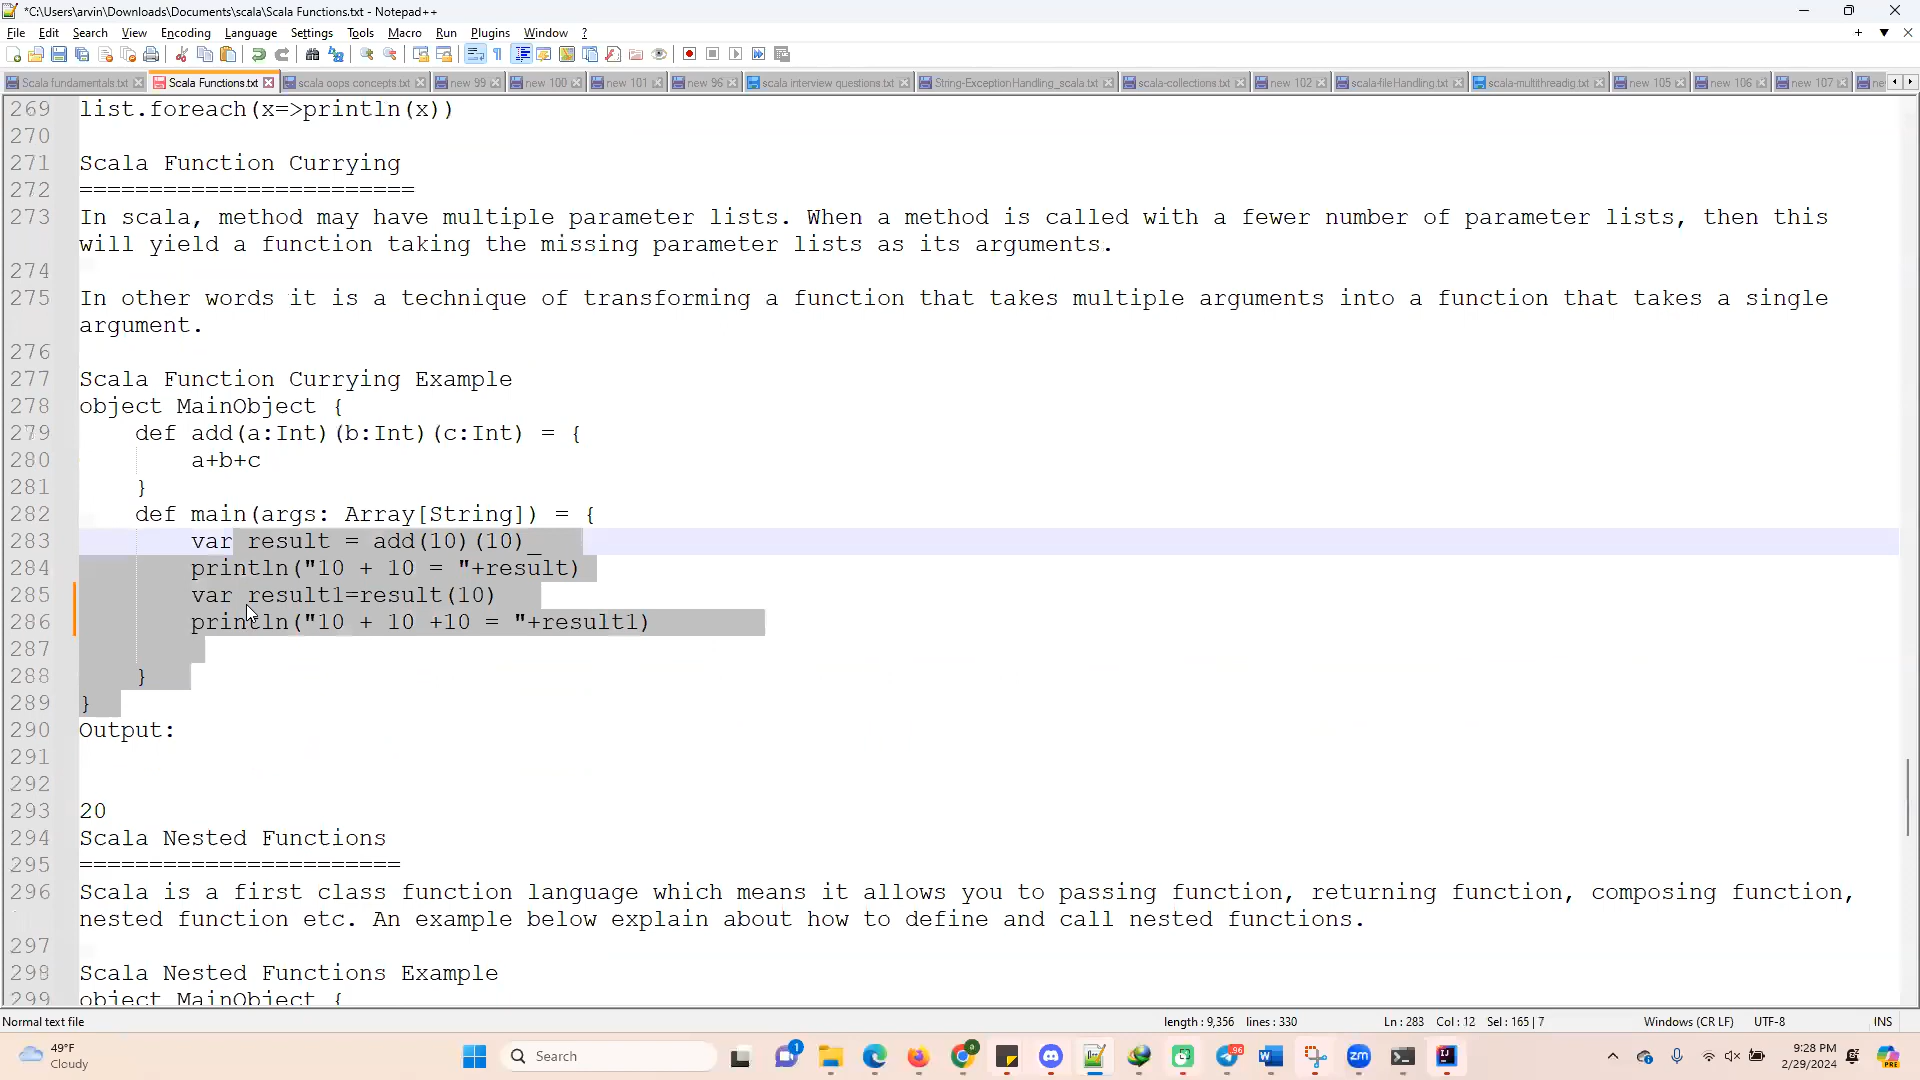 *C:\Users\arvin\Downloads\Documents\scala\Scala Functions.txt - Notepad++
File Edit Search View Encoding Language Settings Tools Macro Run Plugins Window ?
Scala fundamentals.txt Scala Functions.txt scala oops concepts.txt new 99 new 100 new 101 new 96 scala interview questions.txt String-ExceptionHandling_scala.txt scala-collections.txt new 102 scala-fileHandling.txt scala-multithreadig.txt new 105 new 106 new 107 ne
269 list.foreach(x=>println(x))
270
271 Scala Function Currying
272 ========================
273 In scala, method may have multiple parameter lists. When a method is called with a fewer number of parameter lists, then this
will yield a function taking the missing parameter lists as its arguments.
274
275 In other words it is a technique of transforming a function that takes multiple arguments into a function that takes a single
argument.
276
277 Scala Function Currying Example
278 object MainObject {
279 def add(a:Int)(b:Int)(c:Int) = {
280 a+b+c
281 }
282 def main(args: Array[String]) = {
283 var result = add(10)(10)_
284 println("10 + 10 = "+result)
285 var result1=result(10)
286 println("10 + 10 +10 = "+result1)
287
288 }
289 }
290 Output:
291
292
293 20
294 Scala Nested Functions
295 =======================
296 Scala is a first class function language which means it allows you to passing function, returning function, composing function,
nested function etc. An example below explain about how to define and call nested functions.
297
298 Scala Nested Functions Example
299 object MainObject {
Normal text file length : 9,356 lines : 330 Ln : 283 Col : 12 Sel : 165 | 7 Windows (CR LF) UTF-8 INS
49°F
Cloudy
Search
1
96
9:28 PM
2/29/2024